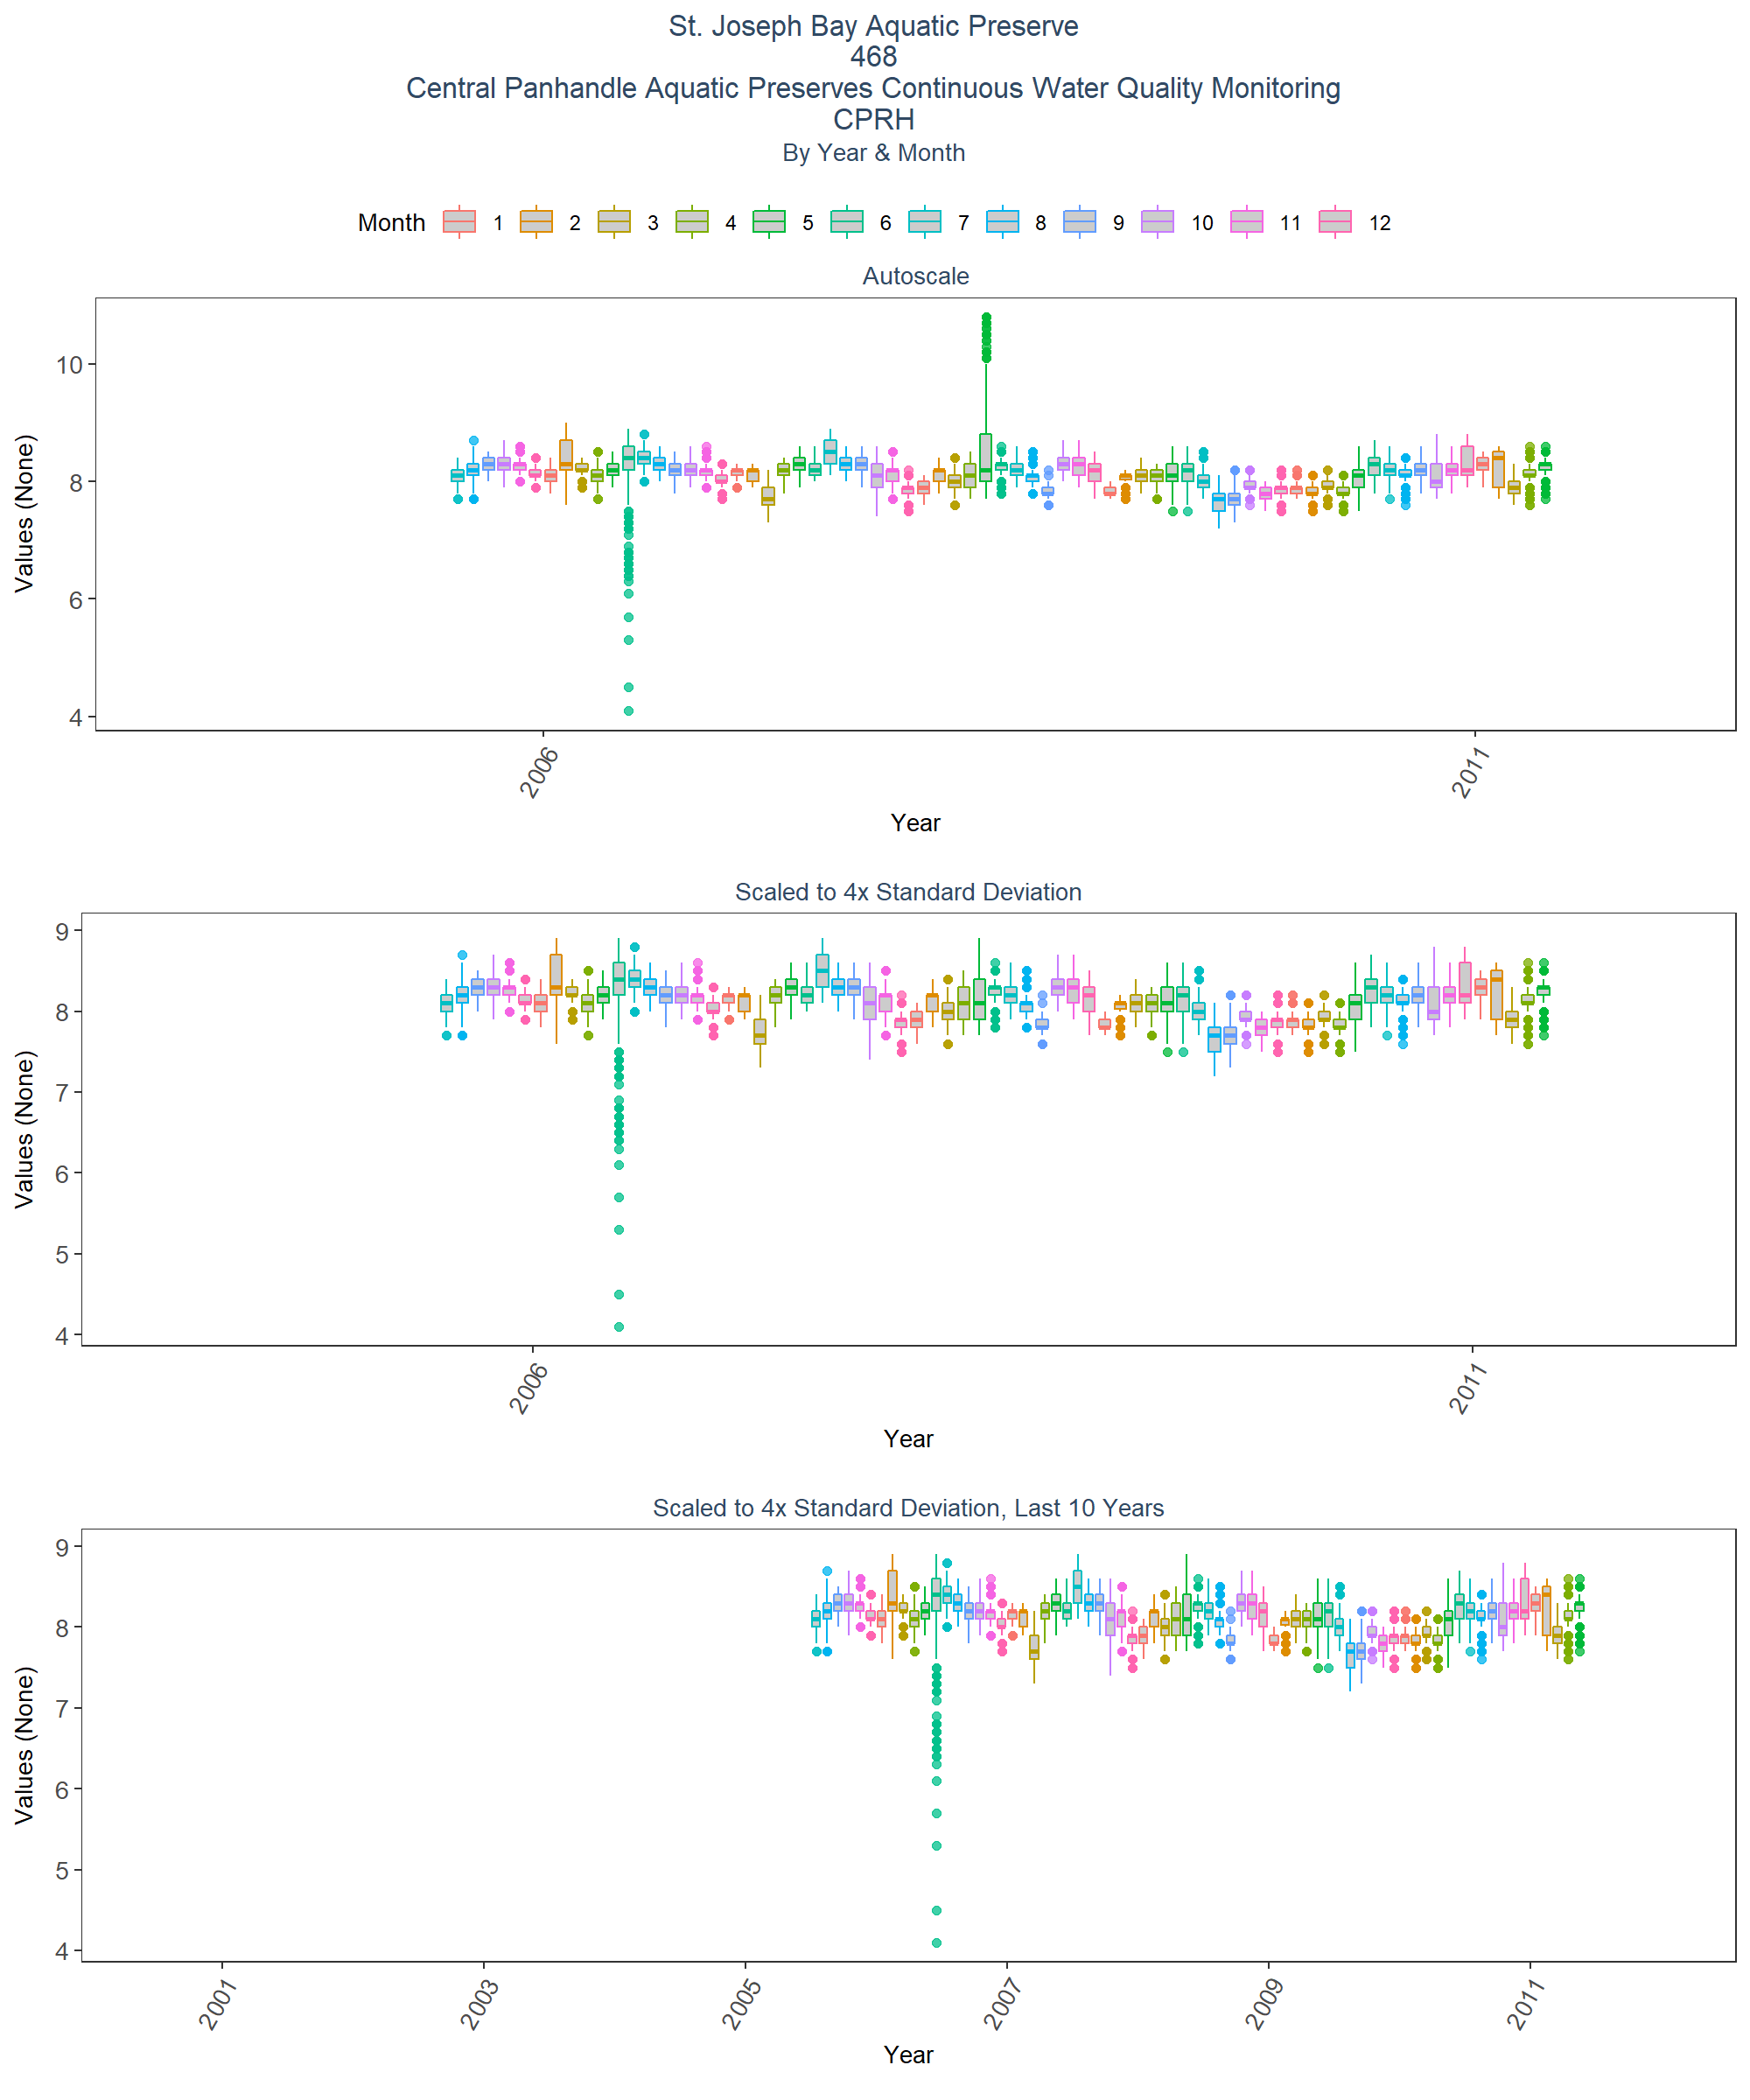 St. Joseph Bay Aquatic Preserve
468
Central Panhandle Aquatic Preserves Continuous Water Quality Monitoring
CPRH
By Year & Month
Month 1 2 3 4 5 6 7 8 9 10 11 12
Autoscale
10
8
6
4
Values (None)
2006 2011
Year
Scaled to 4x Standard Deviation
9
8
7
6
5
4
Values (None)
2006 2011
Year
Scaled to 4x Standard Deviation, Last 10 Years
9
8
7
6
5
4
Values (None)
2001 2003 2005 2007 2009 2011
Year